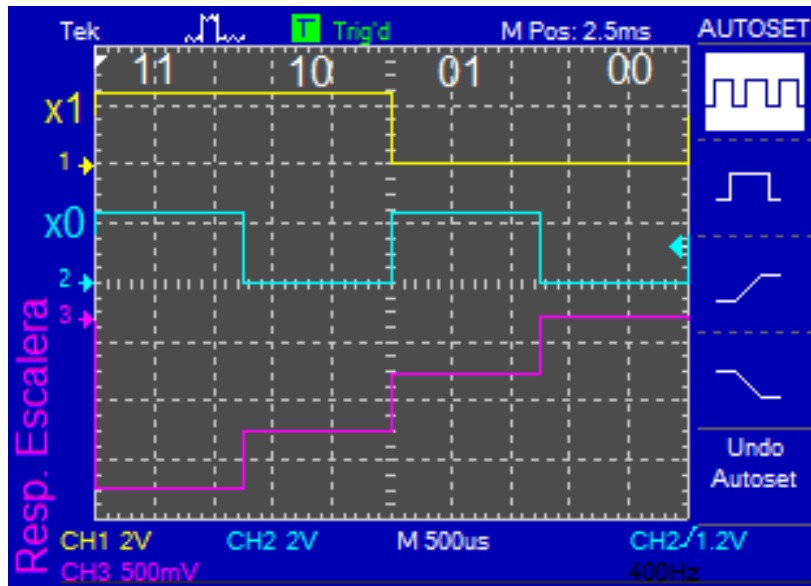 Tek T Trig'd M Pos: 2.5ms AUTOSET
11 10 01 00
x1
1
x0
2
3
Resp. Escalera
Undo
Autoset
CH1 2V CH2 2V M 500us CH2 1.2V
CH3 500mV 400Hz